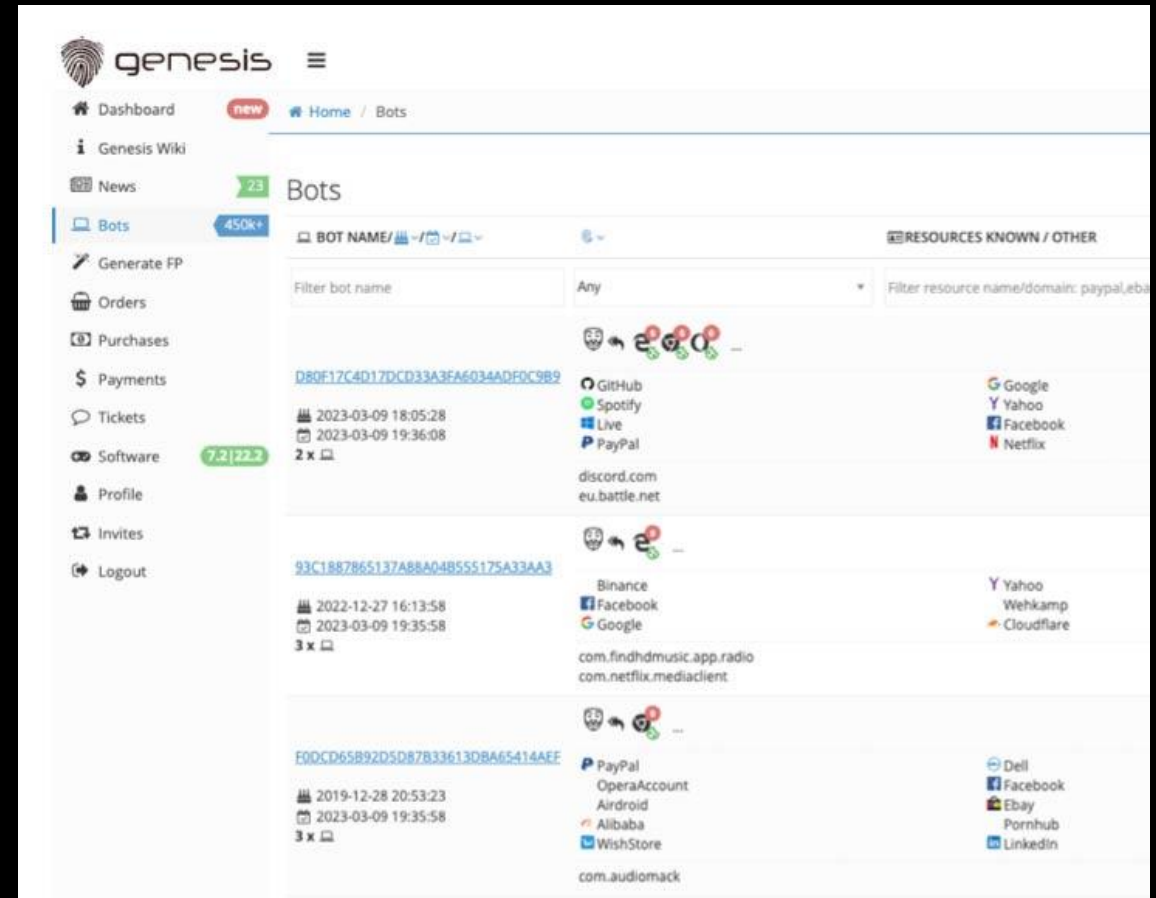 genesis
Dashboard new
Genesis Wiki
News 23
Bots 450k+
Generate FP
Orders
Purchases
Payments
Tickets
Software 7.2|22.2
Profile
Invites
Logout
Home / Bots
Bots
BOT NAME/ / /
RESOURCES KNOWN / OTHER
Filter bot name
Any
Filter resource name/domain: paypal,eba
D80F17C4D17DCD33A3FA6034ADF0C9B9
2023-03-09 18:05:28
2023-03-09 19:36:08
2 x
GitHub
Spotify
Live
PayPal
Google
Yahoo
Facebook
Netflix
discord.com
eu.battle.net
93C1887865137A88A04B555175A33AA3
2022-12-27 16:13:58
2023-03-09 19:35:58
3 x
Binance
Facebook
Google
Yahoo
Wehkamp
Cloudflare
com.findhdmusic.app.radio
com.netflix.mediaclient
F0DCD65B92D5D87B33613DBA65414AEF
2019-12-28 20:53:23
2023-03-09 19:35:58
3 x
PayPal
OperaAccount
Airdroid
Alibaba
WishStore
Dell
Facebook
Ebay
Pornhub
LinkedIn
com.audiomack